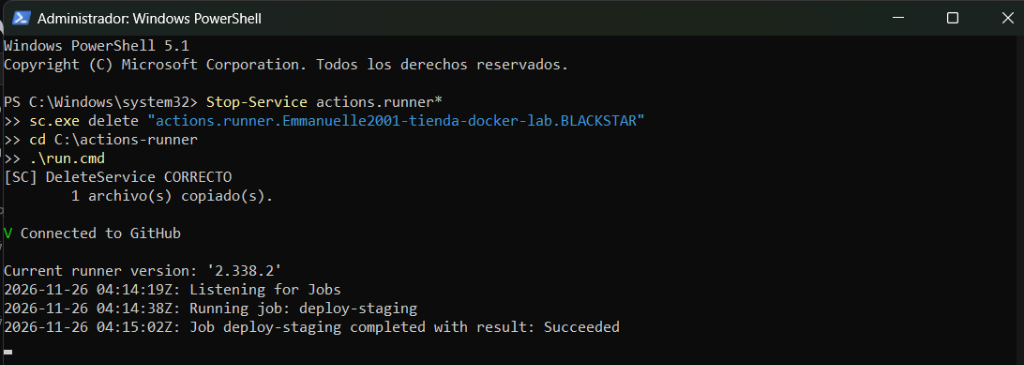 Administrador: Windows PowerShell
Windows PowerShell 5.1
Copyright (C) Microsoft Corporation. Todos los derechos reservados.
PS C:\Windows\system32> Stop-Service actions.runner*
>> sc.exe delete "actions.runner.Emmanuelle2001-tienda-docker-lab.BLACKSTAR"
>> cd C:\actions-runner
>> .\run.cmd
[SC] DeleteService CORRECTO
        1 archivo(s) copiado(s).
√ Connected to GitHub
Current runner version: '2.338.2'
2026-11-26 04:14:19Z: Listening for Jobs
2026-11-26 04:14:38Z: Running job: deploy-staging
2026-11-26 04:15:02Z: Job deploy-staging completed with result: Succeeded